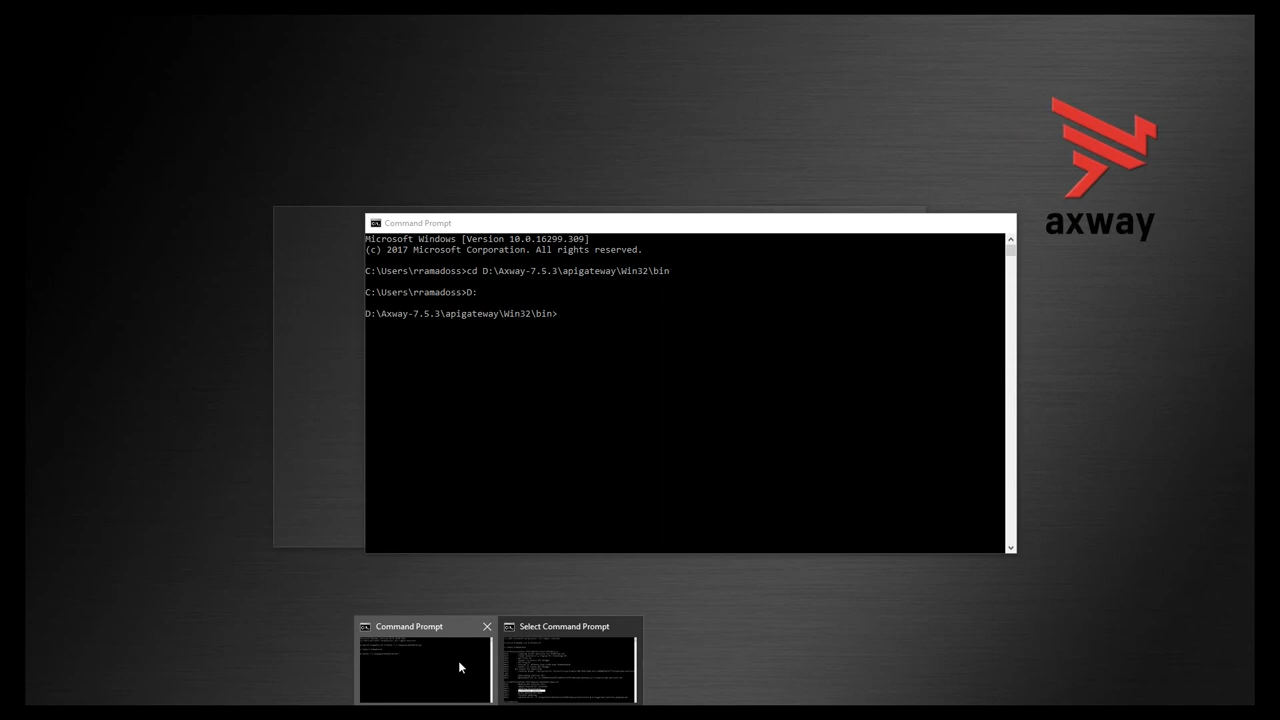 axway
Command Prompt
Microsoft Windows [Version 10.0.16299.309]
(c) 2017 Microsoft Corporation. All rights reserved.
C:\Users\rramadoss>cd D:\Axway-7.5.3\apigateway\Win32\bin
C:\Users\rramadoss>D:
D:\Axway-7.5.3\apigateway\Win32\bin>
Command Prompt
Select Command Prompt